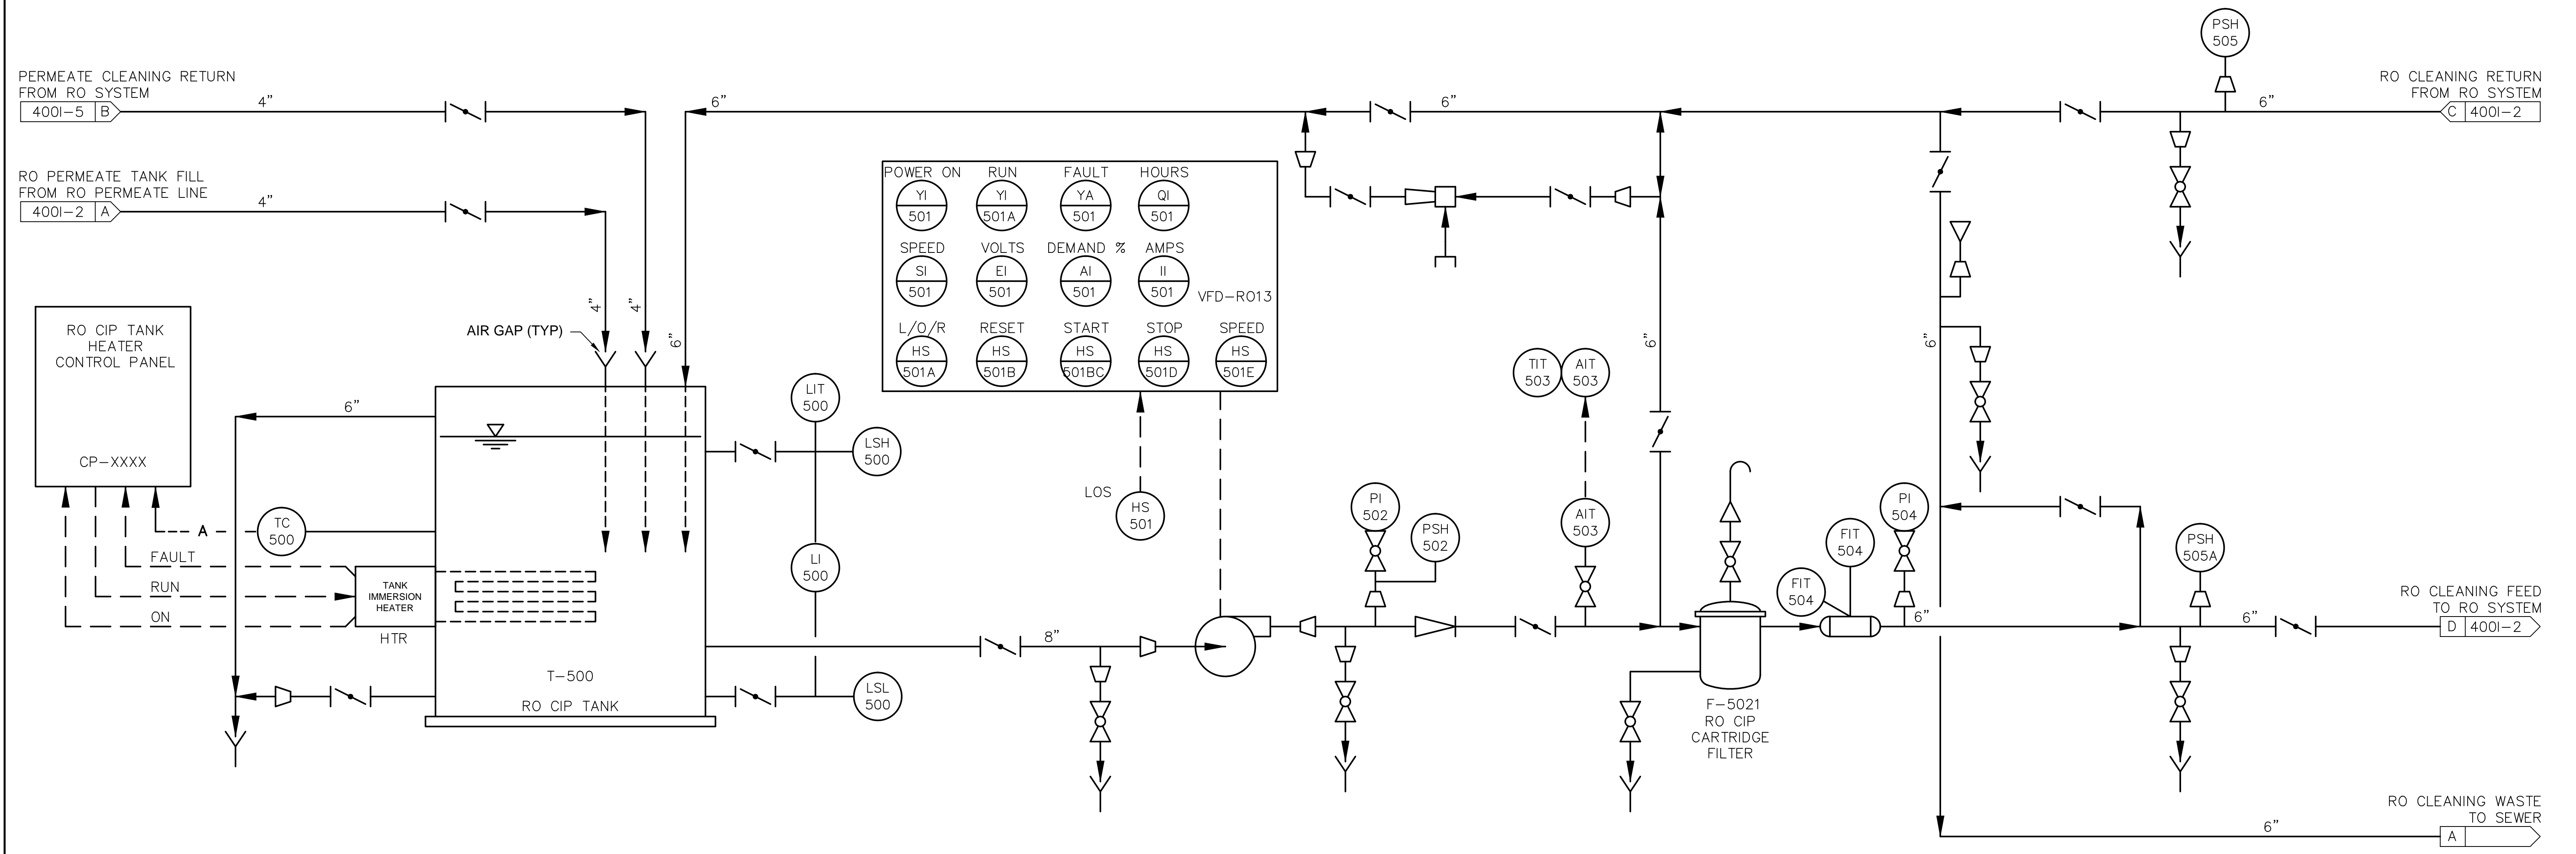 PERMEATE CLEANING RETURN
FROM RO SYSTEM
400I-5 B
4"
RO PERMEATE TANK FILL
FROM RO PERMEATE LINE
400I-2 A
4"
4"
4"
6"
AIR GAP (TYP)
6"
6"
6"
PSH
505
RO CLEANING RETURN
FROM RO SYSTEM
C 400I-2
RO CIP TANK
HEATER
CONTROL PANEL
CP-XXXX
6"
A
TC
500
FAULT
RUN
ON
TANK
IMMERSION
HEATER
HTR
T-500
RO CIP TANK
LIT
500
LSH
500
LI
500
LSL
500
POWER ON RUN FAULT HOURS
YI
501
YI
501A
YA
501
QI
501
SPEED VOLTS DEMAND % AMPS
SI
501
EI
501
AI
501
II
501
VFD-RO13
L/O/R RESET START STOP SPEED
HS
501A
HS
501B
HS
501BC
HS
501D
HS
501E
LOS
HS
501
8"
PI
502
PSH
502
TIT
503
AIT
503
AIT
503
6"
6"
F-5021
RO CIP
CARTRIDGE
FILTER
FIT
504
FIT
504
PI
504
6"
PSH
505A
6"
RO CLEANING FEED
TO RO SYSTEM
D 400I-2
RO CLEANING WASTE
TO SEWER
6"
A